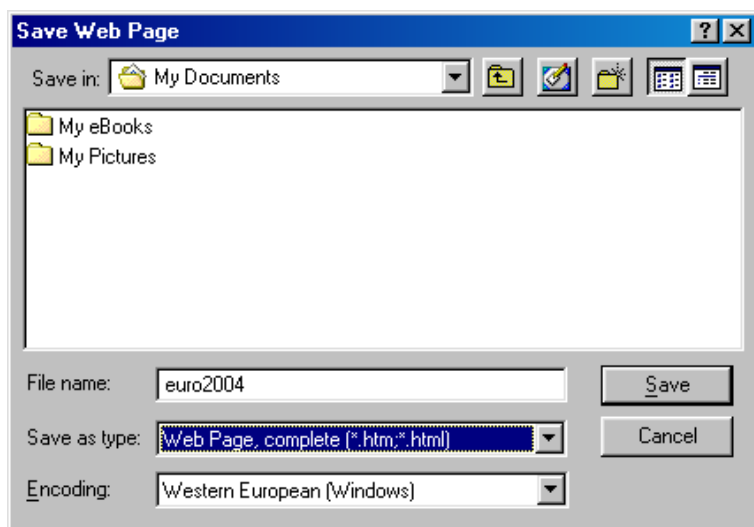 Save Web Page
Save in: My Documents
My eBooks
My Pictures
File name: euro2004 Save
Save as type: Web Page, complete (*.htm;*.html) Cancel
Encoding: Western European (Windows)